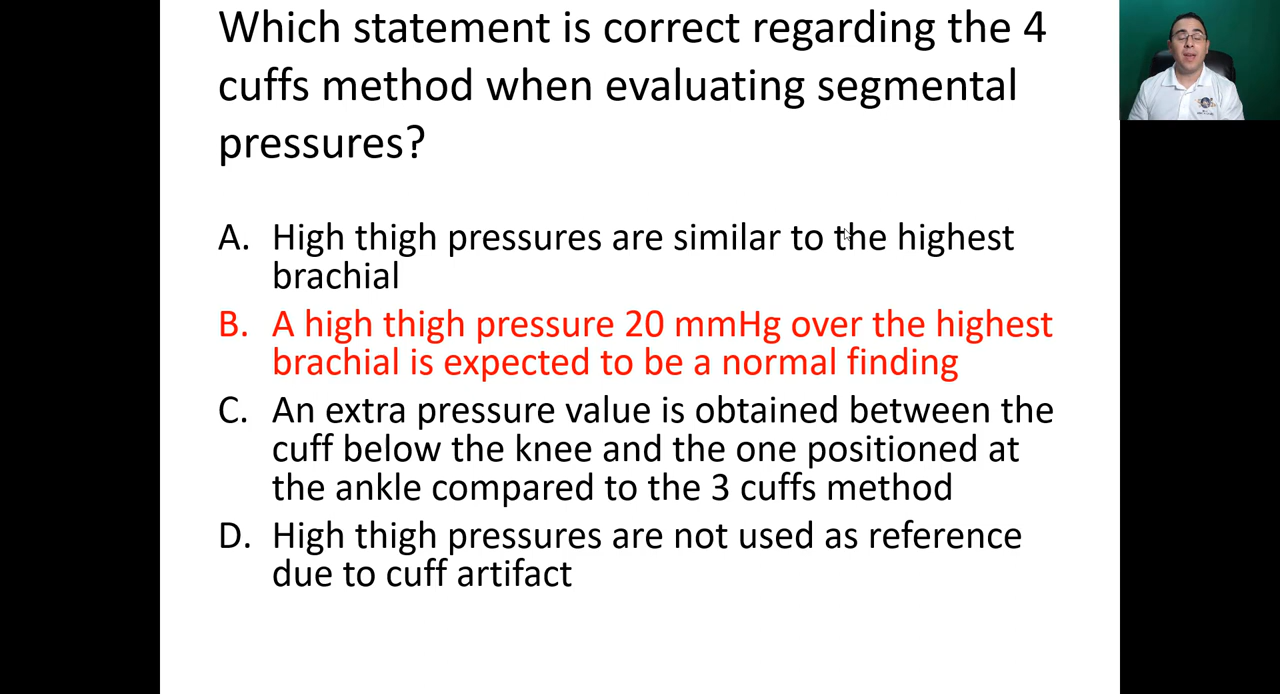 Which statement is correct regarding the 4
cuffs method when evaluating segmental
pressures?
A. High thigh pressures are similar to the highest
brachial
B. A high thigh pressure 20 mmHg over the highest
brachial is expected to be a normal finding
C. An extra pressure value is obtained between the
cuff below the knee and the one positioned at
the ankle compared to the 3 cuffs method
D. High thigh pressures are not used as reference
due to cuff artifact